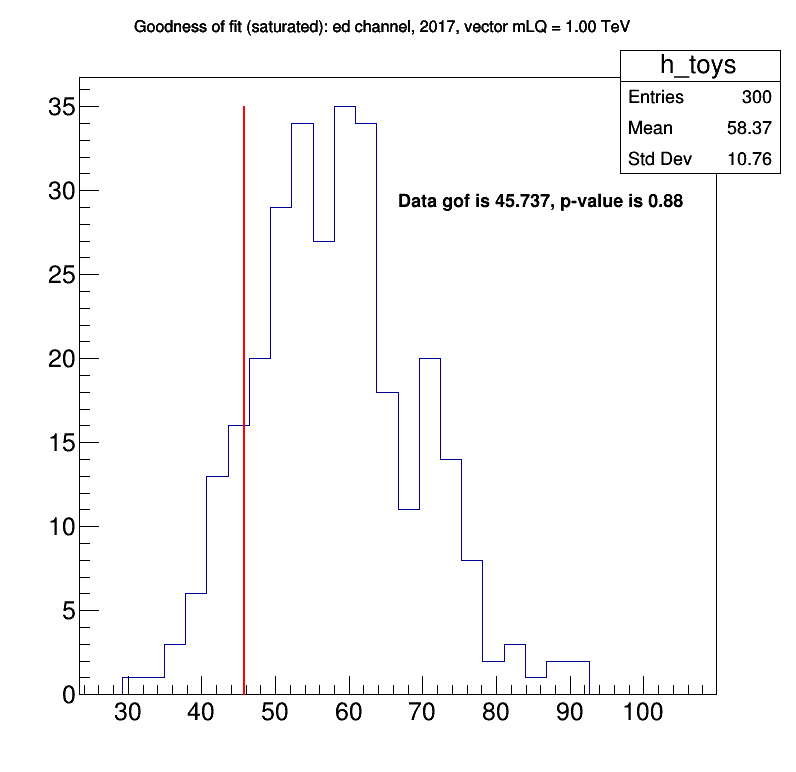 Goodness of fit (saturated): ed channel, 2017, vector mLQ = 1.00 TeV
h_toys
Entries 300
Mean 58.37
Std Dev 10.76
Data gof is 45.737, p-value is 0.88
35
30
25
20
15
10
5
0
30 40 50 60 70 80 90 100